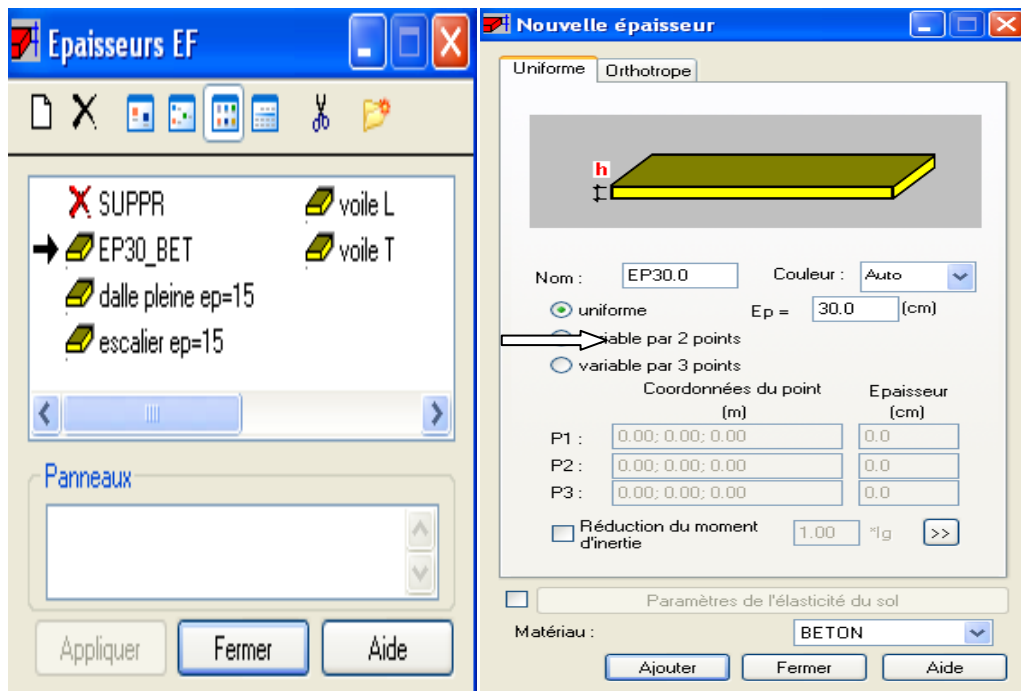 Epaisseurs EF
SUPPR
voile L
EP30_BET
voile T
dalle pleine ep=15
escalier ep=15
Panneaux
Appliquer
Fermer
Aide
Nouvelle épaisseur
Uniforme
Orthotrope
h
Nom :
EP30.0
Couleur :
Auto
uniforme
Ep =
30.0
(cm)
iable par 2 points
variable par 3 points
Coordonnées du point
Epaisseur
(m)
(cm)
P1 :
0.00; 0.00; 0.00
0.0
P2 :
0.00; 0.00; 0.00
0.0
P3 :
0.00; 0.00; 0.00
0.0
Réduction du moment
d'inertie
1.00
*Ig
>>
Paramètres de l'élasticité du sol
Matériau :
BETON
Ajouter
Fermer
Aide